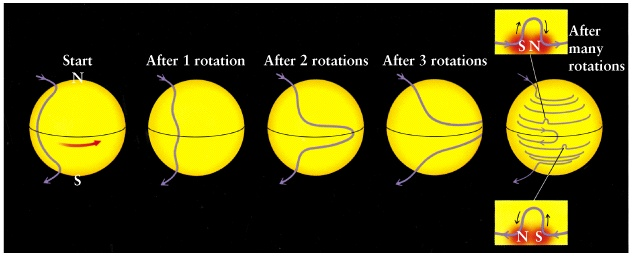 Start
N
S
After 1 rotation
After 2 rotations
After 3 rotations
After
many
rotations
S N
N S